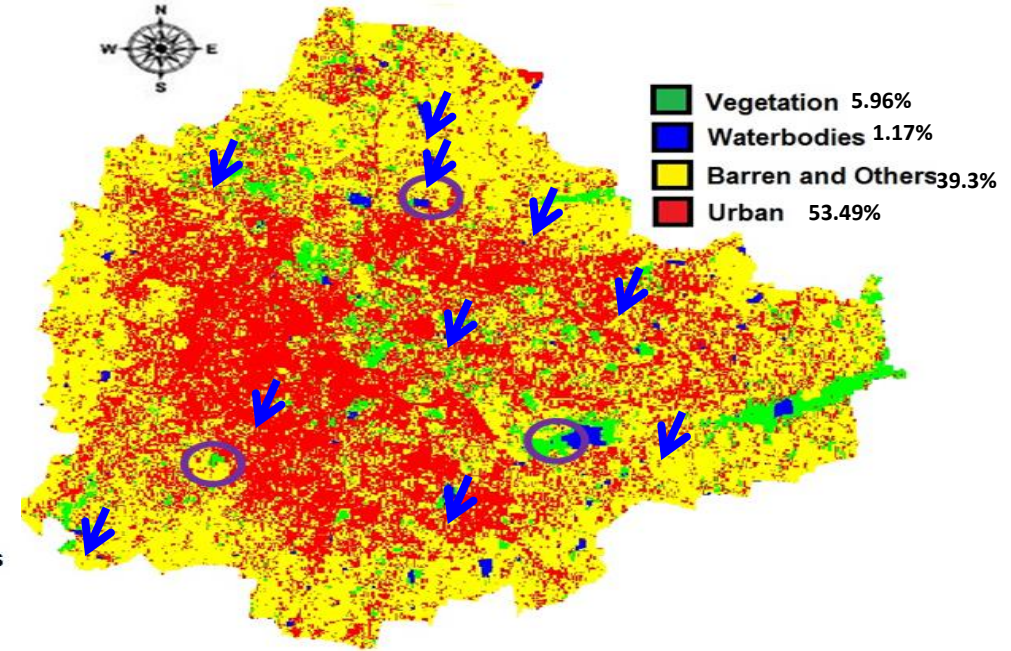 N
W E
S
Vegetation 5.96%
Waterbodies 1.17%
Barren and Others 39.3%
Urban 53.49%
s